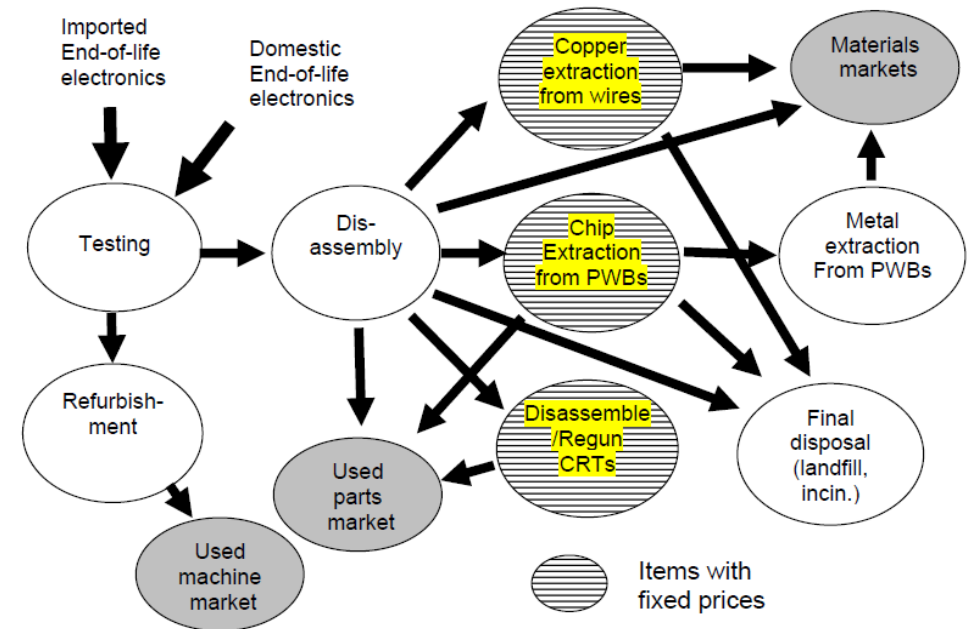 Imported
End-of-life
electronics
Domestic
End-of-life
electronics
Copper
extraction
from wires
Materials
markets
Testing
Dis-
assembly
Chip
Extraction
from PWBs
Metal
extraction
From PWBs
Refurbish-
ment
Disassemble
/Regun
CRTs
Final
disposal
(landfill,
incin.)
Used
parts
market
Used
machine
market
Items with
fixed prices